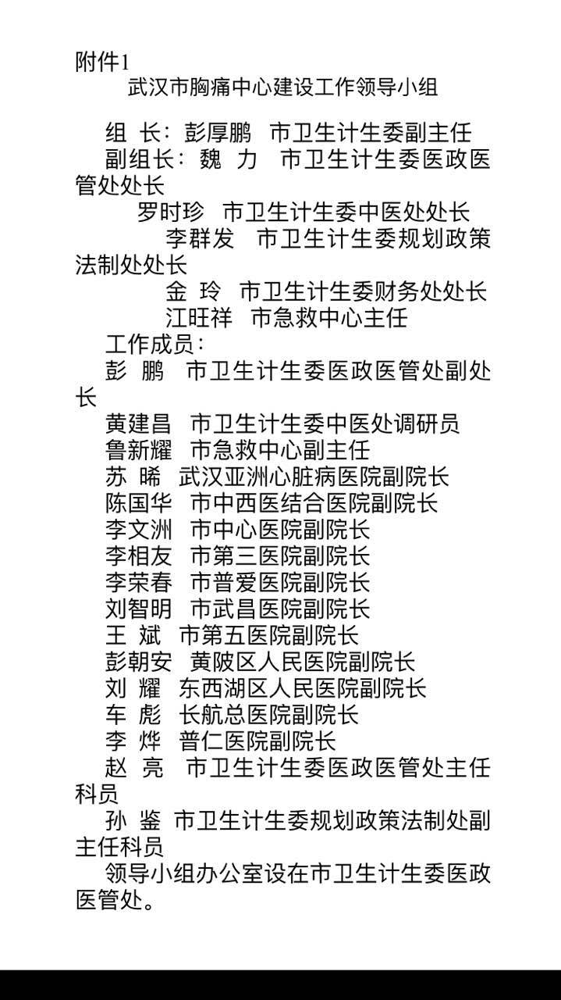 附件1
武汉市胸痛中心建设工作领导小组
组 长：彭厚鹏 市卫生计生委副主任
副组长：魏 力 市卫生计生委医政医
管处处长
罗时珍 市卫生计生委中医处处长
李群发 市卫生计生委规划政策
法制处处长
金 玲 市卫生计生委财务处处长
江旺祥 市急救中心主任
工作成员：
彭 鹏 市卫生计生委医政医管处副处
长
黄建昌 市卫生计生委中医处调研员
鲁新耀 市急救中心副主任
苏 晞 武汉亚洲心脏病医院副院长
陈国华 市中西医结合医院副院长
李文洲 市中心医院副院长
李相友 市第三医院副院长
李荣春 市普爱医院副院长
刘智明 市武昌医院副院长
王 斌 市第五医院副院长
彭朝安 黄陂区人民医院副院长
刘 耀 东西湖区人民医院副院长
车 彪 长航总医院副院长
李 烨 普仁医院副院长
赵 亮 市卫生计生委医政医管处主任
科员
孙 鉴 市卫生计生委规划政策法制处副
主任科员
领导小组办公室设在市卫生计生委医政
医管处。